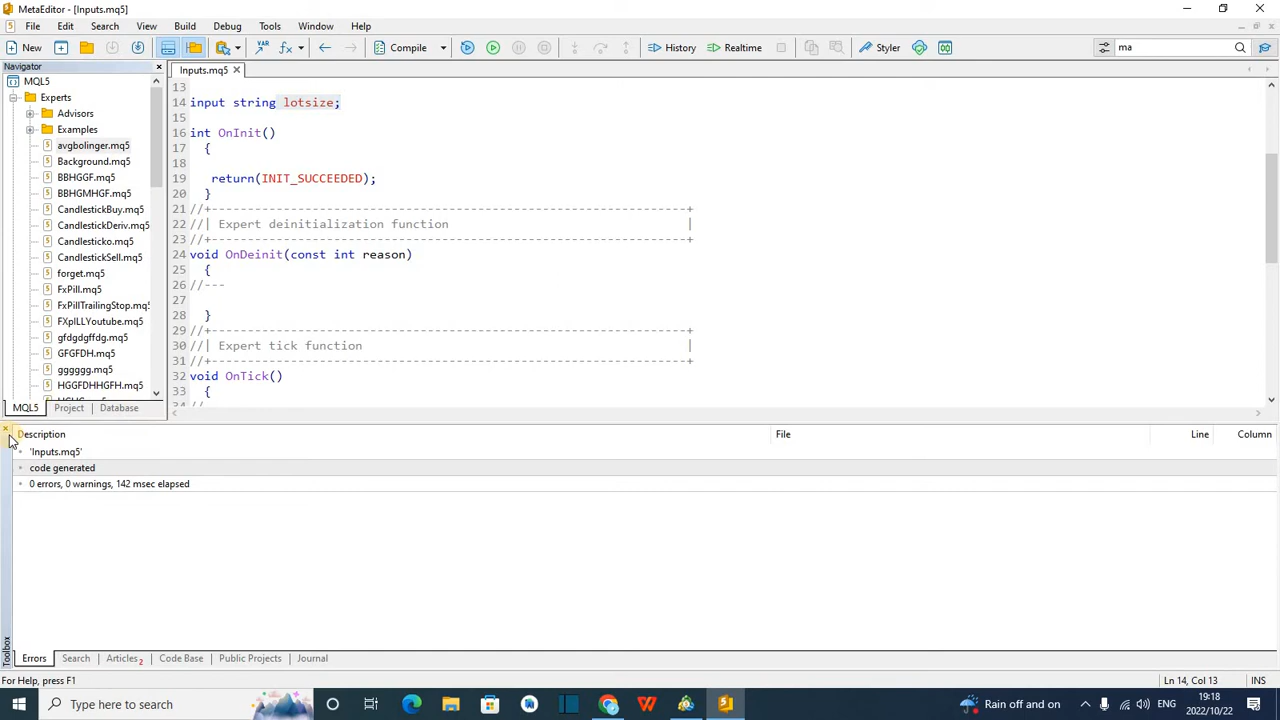 MetaEditor - [Inputs.mq5]
File Edit Search View Build Debug Tools Window Help
New Compile History Realtime Styler ma
Navigator
Inputs.mq5
MQL5
Experts
Advisors
Examples
avgbolinger.mq5
Background.mq5
BBHGGF.mq5
BBHGMHGF.mq5
CandlestickBuy.mq5
CandlestickDeriv.mq5
Candlesticko.mq5
CandlestickSell.mq5
forget.mq5
FxPill.mq5
FxPillTrailingStop.mq5
FXpILLYoutube.mq5
gfdgdgffdg.mq5
GFGFDH.mq5
gggggg.mq5
HGGFDHHGFH.mq5
MQL5 Project Database
13
14 input string lotsize;
15
16 int OnInit()
17 {
18
19 return(INIT_SUCCEEDED);
20 }
21 //+------------------------------------------------------------------+
22 //| Expert deinitialization function |
23 //+------------------------------------------------------------------+
24 void OnDeinit(const int reason)
25 {
26 //---
27
28 }
29 //+------------------------------------------------------------------+
30 //| Expert tick function |
31 //+------------------------------------------------------------------+
32 void OnTick()
33 {
34
Description File Line Column
'Inputs.mq5'
code generated
0 errors, 0 warnings, 142 msec elapsed
Toolbox
Errors Search Articles 2 Code Base Public Projects Journal
For Help, press F1 Ln 14, Col 13 INS
Type here to search
Rain off and on ENG 19:18
2022/10/22